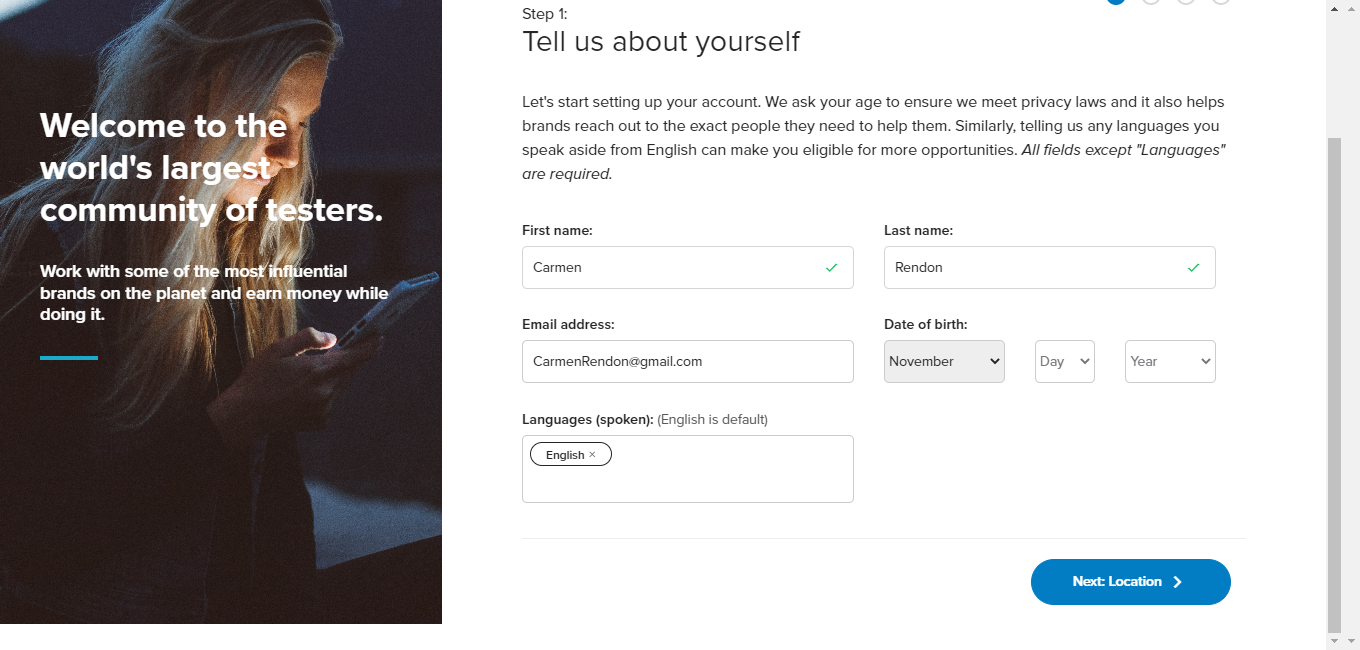 Welcome to the
world's largest
community of testers.
Work with some of the most influential
brands on the planet and earn money while
doing it.
Step 1:
Tell us about yourself
Let's start setting up your account. We ask your age to ensure we meet privacy laws and it also helps
brands reach out to the exact people they need to help them. Similarly, telling us any languages you
speak aside from English can make you eligible for more opportunities. All fields except "Languages"
are required.
First name:
Last name:
Carmen
Rendon
Email address:
Date of birth:
CarmenRendon@gmail.com
November
Day
Year
Languages (spoken): (English is default)
English ×
Next: Location